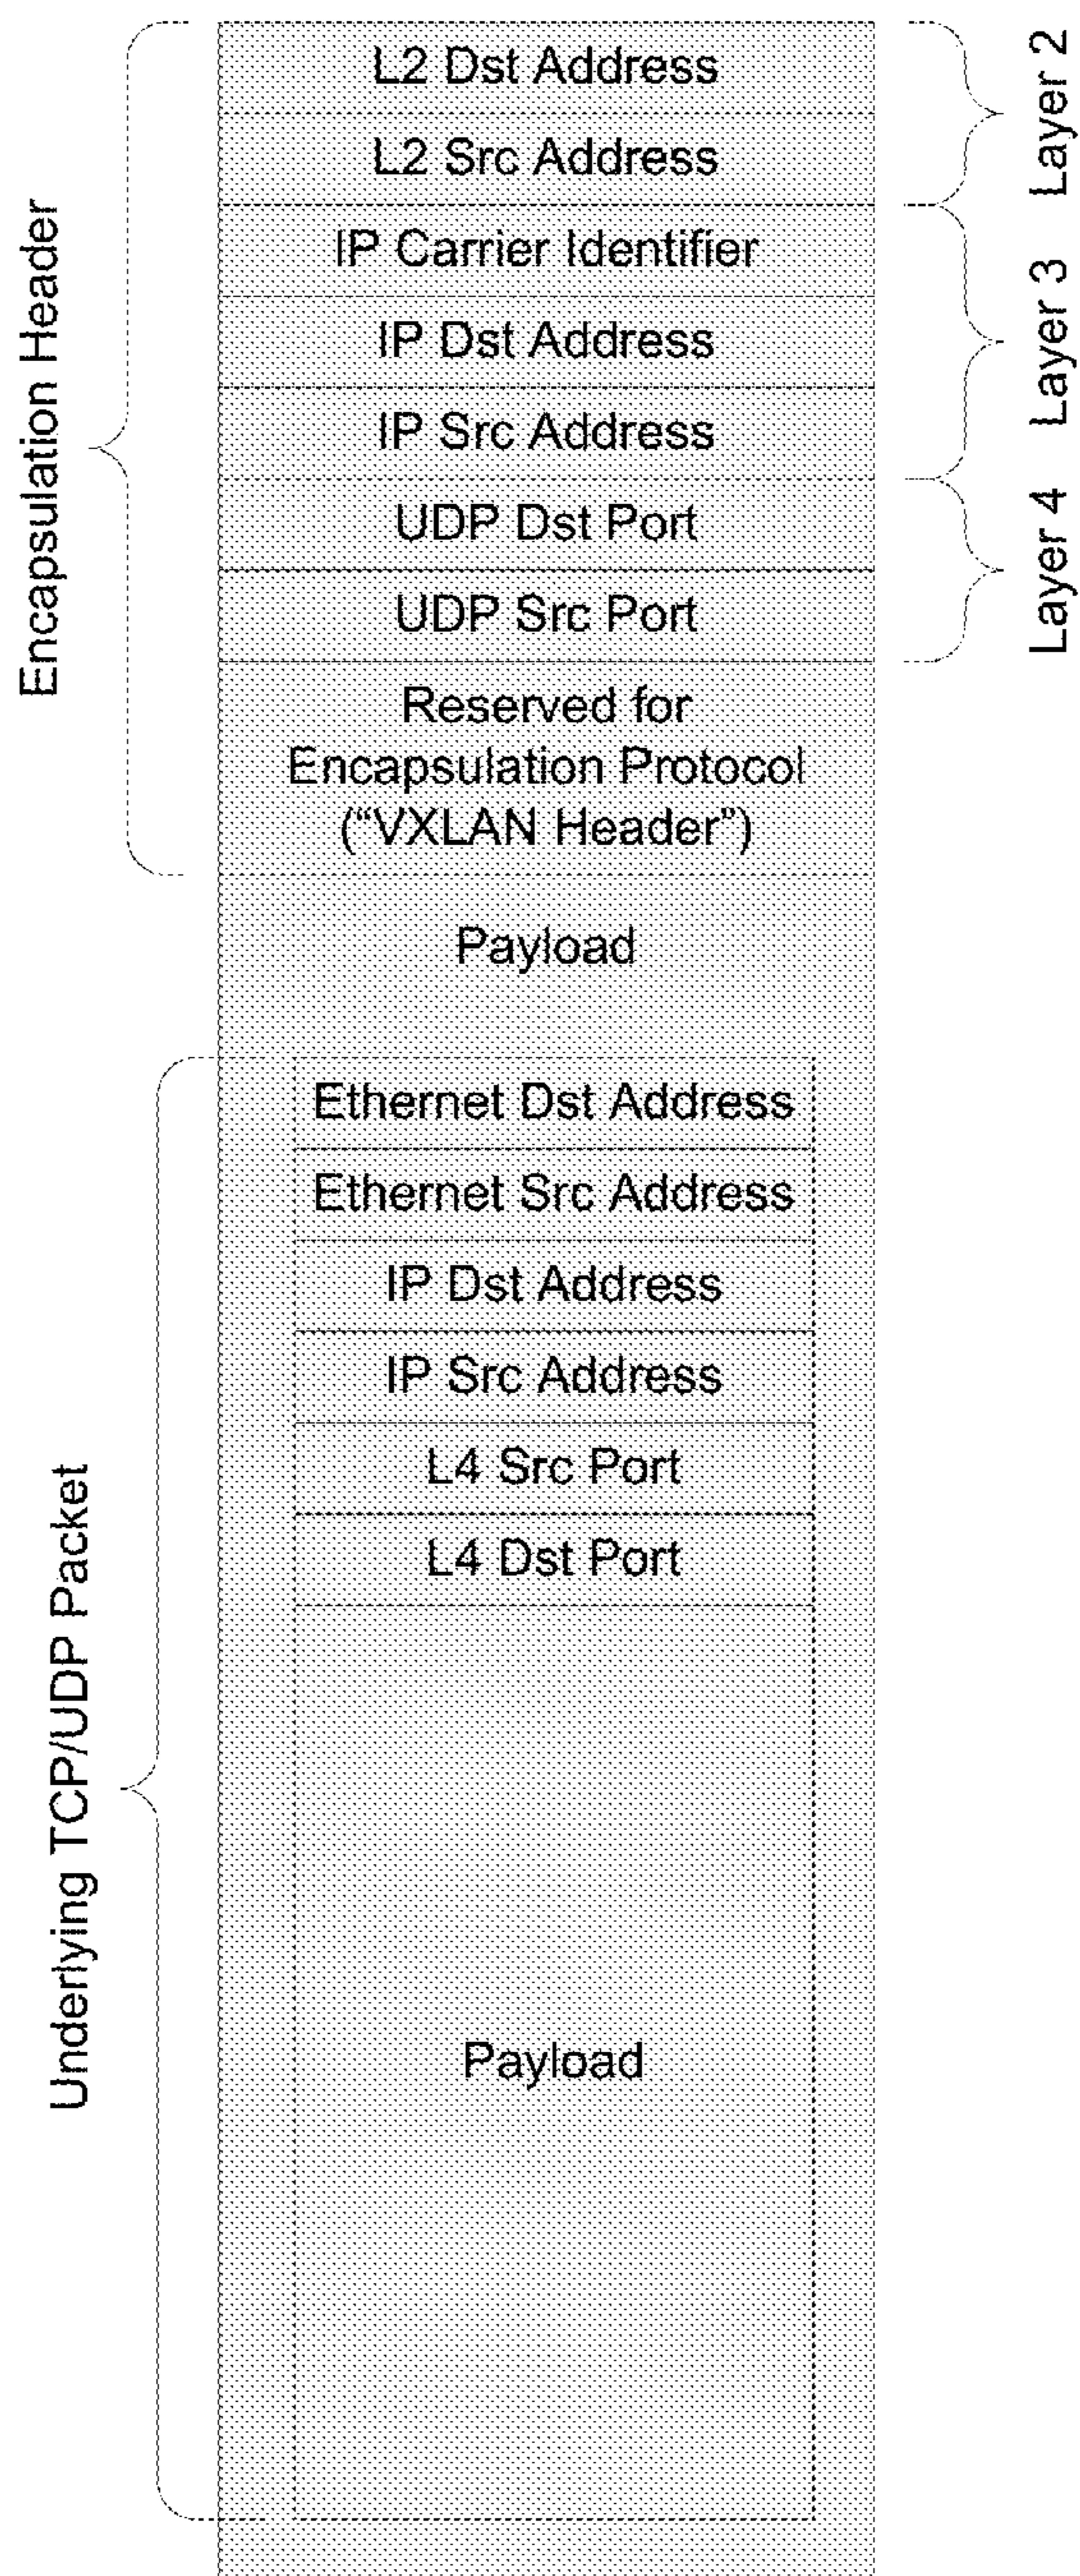 Encapsulation Header
L2 Dst Address
L2 Src Address
Layer 2
IP Carrier Identifier
IP Dst Address
IP Src Address
Layer 3
UDP Dst Port
UDP Src Port
Layer 4
Reserved for
Encapsulation Protocol
(“VXLAN Header”)
Payload
Underlying TCP/UDP Packet
Ethernet Dst Address
Ethernet Src Address
IP Dst Address
IP Src Address
L4 Src Port
L4 Dst Port
Payload